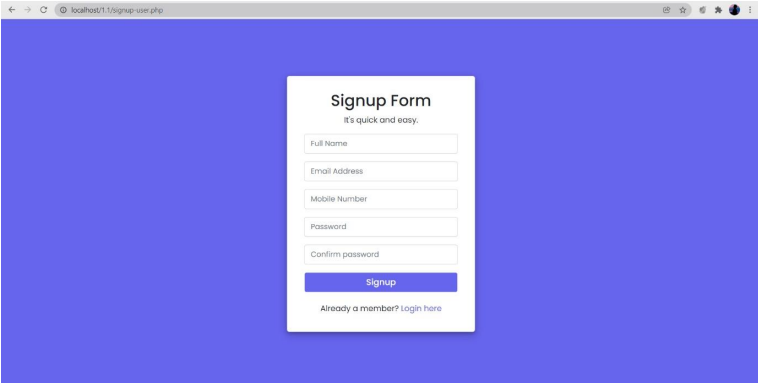 localhost/1.1/signup-user.php
Signup Form
It's quick and easy.
Full Name
Email Address
Mobile Number
Password
Confirm password
Signup
Already a member? Login here